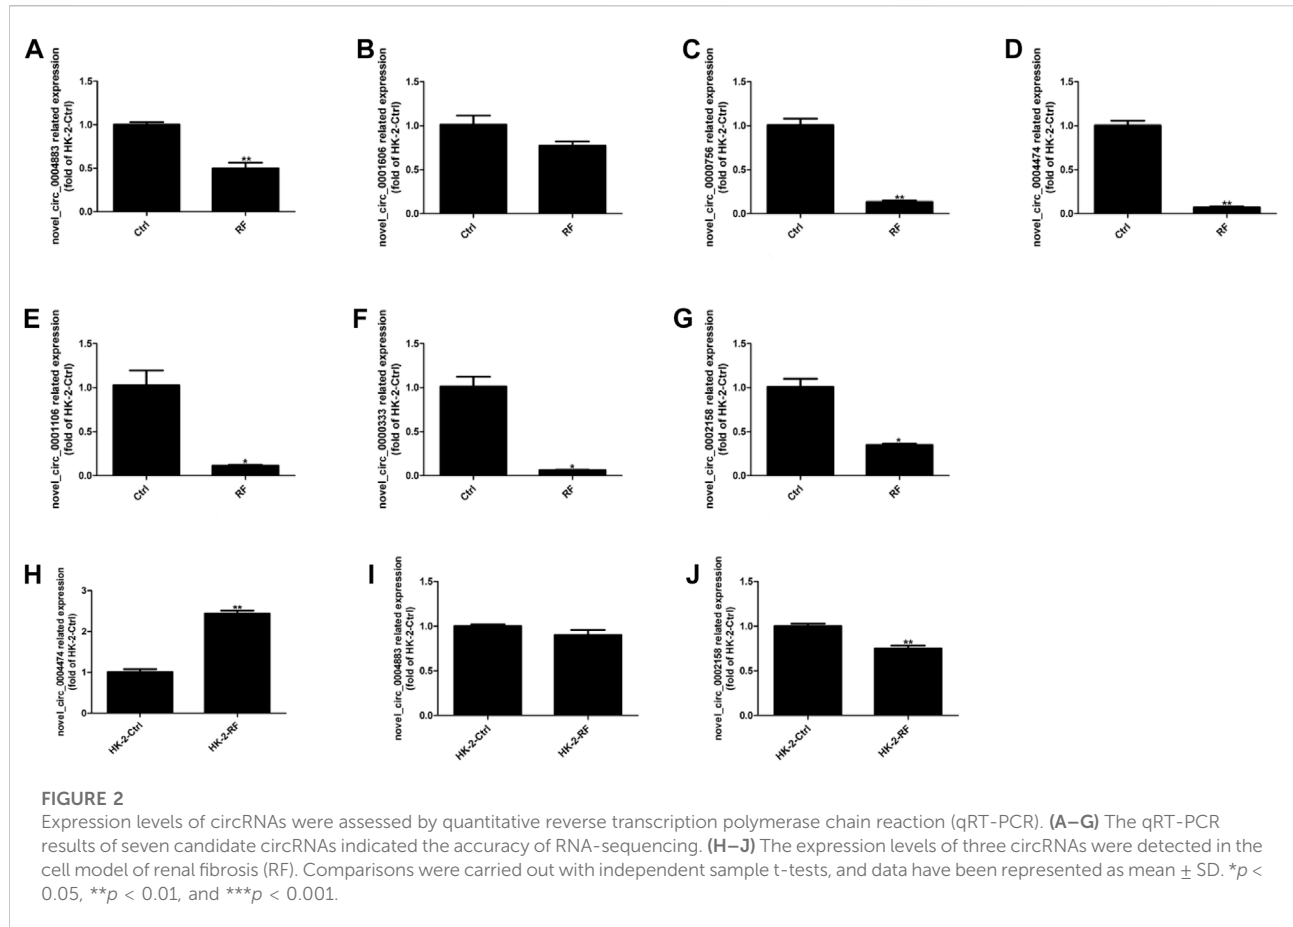 A
novel_circ_0004883 related expression
(fold of HK-2-Ctrl)
1.5
1.0
0.5
0.0
**
Ctrl
RF
B
novel_circ_0001606 related expression
(fold of HK-2-Ctrl)
1.5
1.0
0.5
0.0
Ctrl
RF
C
novel_circ_0000756 related expression
(fold of HK-2-Ctrl)
1.5
1.0
0.5
0.0
**
Ctrl
RF
D
novel_circ_0004474 related expression
(fold of HK-2-Ctrl)
1.5
1.0
0.5
0.0
**
Ctrl
RF
E
novel_circ_0001106 related expression
(fold of HK-2-Ctrl)
1.5
1.0
0.5
0.0
*
Ctrl
RF
F
novel_circ_0000333 related expression
(fold of HK-2-Ctrl)
1.5
1.0
0.5
0.0
*
Ctrl
RF
G
novel_circ_0002158 related expression
(fold of HK-2-Ctrl)
1.5
1.0
0.5
0.0
*
Ctrl
RF
H
novel_circ_0004474 related expression
(fold of HK-2-Ctrl)
3
2
1
0
**
HK-2-Ctrl
HK-2-RF
I
novel_circ_0004883 related expression
(fold of HK-2-Ctrl)
1.5
1.0
0.5
0.0
HK-2-Ctrl
HK-2-RF
J
novel_circ_0002158 related expression
(fold of HK-2-Ctrl)
1.5
1.0
0.5
0.0
**
HK-2-Ctrl
HK-2-RF
FIGURE 2
Expression levels of circRNAs were assessed by quantitative reverse transcription polymerase chain reaction (qRT-PCR). (A–G) The qRT-PCR
results of seven candidate circRNAs indicated the accuracy of RNA-sequencing. (H–J) The expression levels of three circRNAs were detected in the
cell model of renal fibrosis (RF). Comparisons were carried out with independent sample t-tests, and data have been represented as mean ± SD. *p <
0.05, **p < 0.01, and ***p < 0.001.